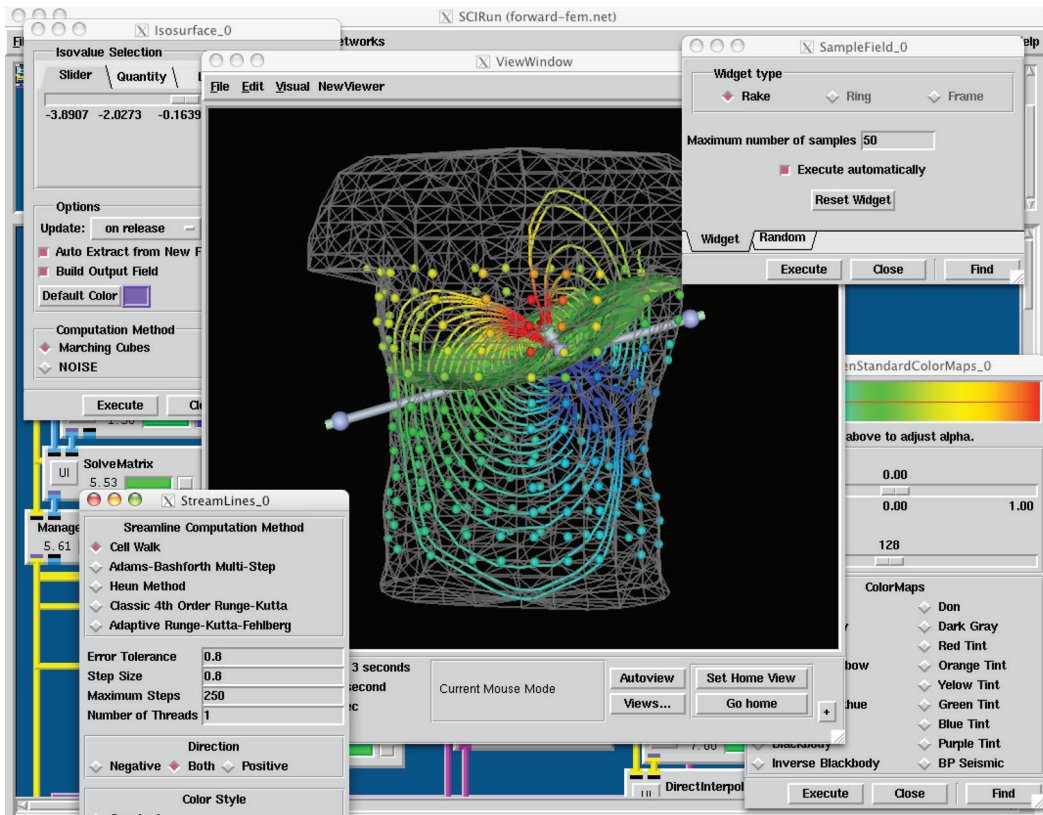 SCIRun (forward-fem.net)
Isosurface_0
Isovalue Selection
Slider
Quantity
-3.8907 -2.0273 -0.1639
Options
Update: on release
Auto Extract from New F
Build Output Field
Default Color
Computation Method
Marching Cubes
NOISE
Execute
ViewWindow
File Edit Visual NewViewer
SampleField_0
Widget type
Rake Ring Frame
Maximum number of samples 50
Execute automatically
Reset Widget
Widget Random
Execute Close Find
enStandardColorMaps_0
above to adjust alpha.
0.00
0.00 1.00
128
ColorMaps
Don
Dark Gray
Red Tint
Orange Tint
Yelow Tint
Green Tint
Blue Tint
Purple Tint
Blackbody
Inverse Blackbody BP Seismic
Execute Close Find
UI SolveMatrix
5.53
Manage
5.61
StreamLines_0
Streamline Computation Method
Cell Walk
Adams-Bashforth Multi-Step
Heun Method
Classic 4th Order Runge-Kutta
Adaptive Runge-Kutta-Fehlberg
Error Tolerance 0.8
Step Size 0.8
Maximum Steps 250
Number of Threads 1
Direction
Negative Both Positive
Color Style
3 seconds
Current Mouse Mode
Autoview Set Home View
Views... Go home
+
7.00
DirectInterpol